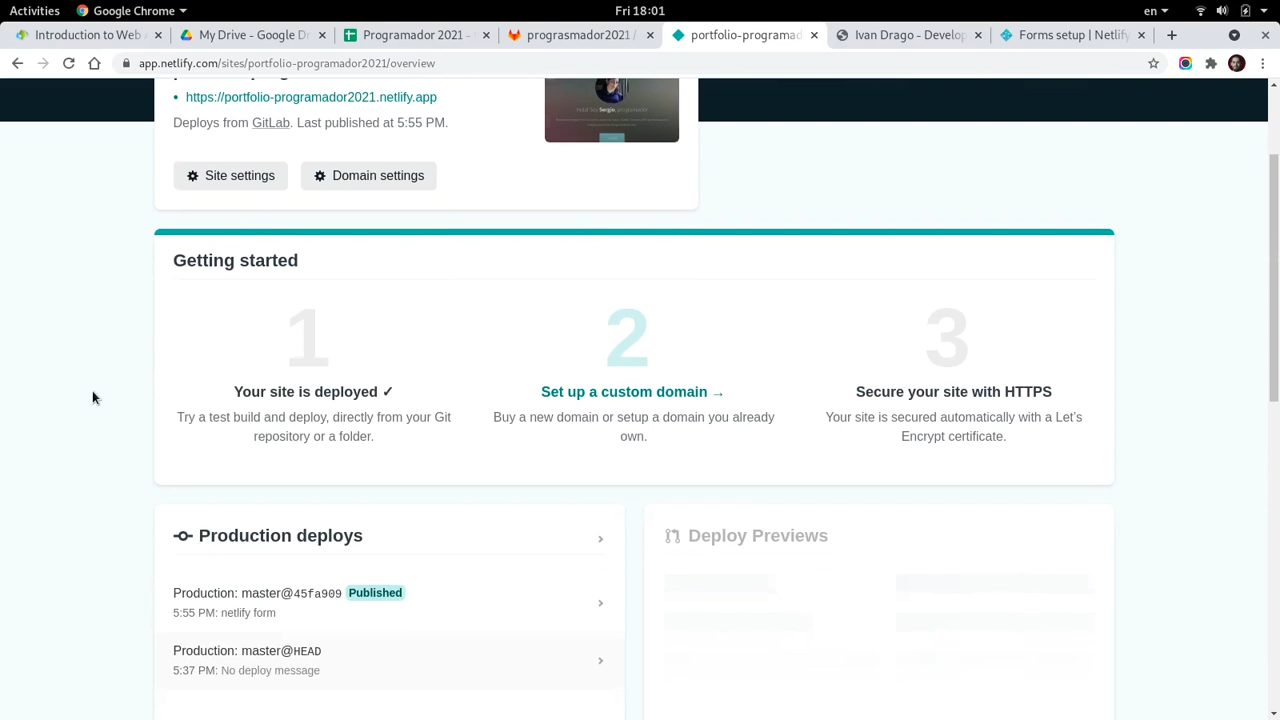 Activities
Google Chrome
Fri 18:01
en
Introduction to Web
My Drive - Google D
Programador 2021 -
prograsmador2021 /
portfolio-programad
Ivan Drago - Develop
Forms setup | Netlify
app.netlify.com/sites/portfolio-programador2021/overview
• https://portfolio-programador2021.netlify.app
Deploys from GitLab. Last published at 5:55 PM.
Site settings
Domain settings
Getting started
1
2
3
Your site is deployed ✓
Set up a custom domain →
Secure your site with HTTPS
Try a test build and deploy, directly from your Git
repository or a folder.
Buy a new domain or setup a domain you already
own.
Your site is secured automatically with a Let's
Encrypt certificate.
Production deploys
Deploy Previews
Production: master@45fa909 Published
5:55 PM: netlify form
Production: master@HEAD
5:37 PM: No deploy message